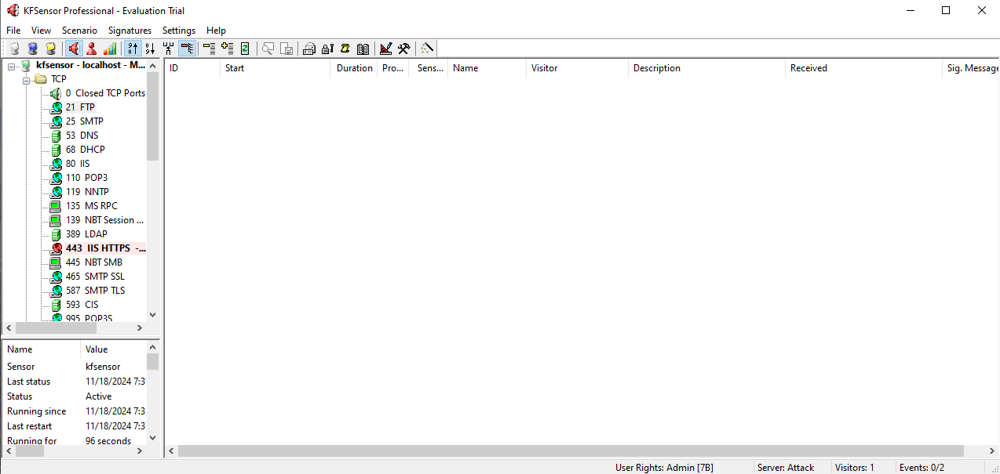 KFSensor Professional - Evaluation Trial
File View Scenario Signatures Settings Help
kfsensor - localhost - M...
TCP
0 Closed TCP Ports
21 FTP
25 SMTP
53 DNS
68 DHCP
80 IIS
110 POP3
119 NNTP
135 MS RPC
139 NBT Session ...
389 LDAP
443 IIS HTTPS -...
445 NBT SMB
465 SMTP SSL
587 SMTP TLS
593 CIS
995 POP3S
ID Start Duration Pro... Sens... Name Visitor Description Received Sig. Message
Name Value
Sensor kfsensor
Last status 11/18/2024 7:3
Status Active
Running since 11/18/2024 7:3
Last restart 11/18/2024 7:3
Running for 96 seconds
User Rights: Admin [7B] Server: Attack Visitors: 1 Events: 0/2